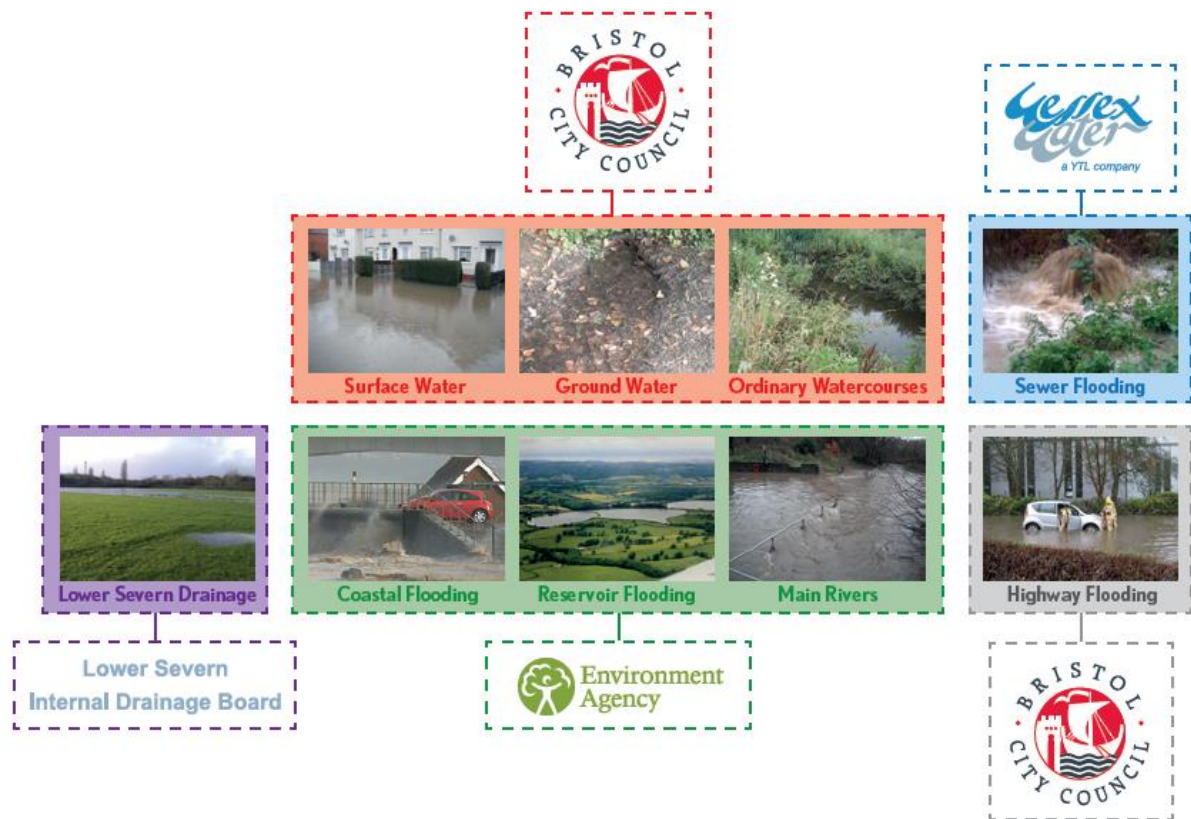 BRISTOL
CITY COUNCIL
Wessex
Water
a YTL company
Surface Water
Ground Water
Ordinary Watercourses
Sewer Flooding
Lower Severn Drainage
Coastal Flooding
Reservoir Flooding
Main Rivers
Highway Flooding
Lower Severn
Internal Drainage Board
Environment
Agency
BRISTOL
CITY COUNCIL